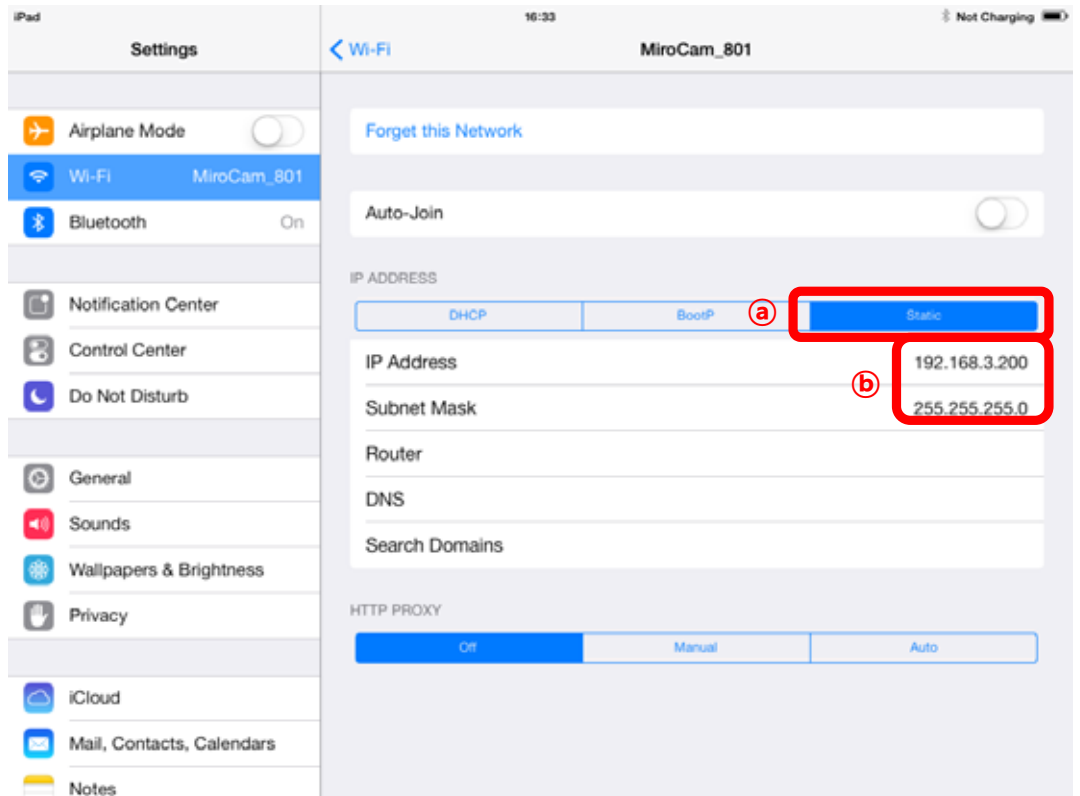 iPad 16:33 Not Charging
Settings
Wi-Fi MiroCam_801
Airplane Mode
Wi-Fi MiroCam_801
Bluetooth On
Notification Center
Control Center
Do Not Disturb
General
Sounds
Wallpapers & Brightness
Privacy
iCloud
Mail, Contacts, Calendars
Notes
Forget this Network
Auto-Join
IP ADDRESS
DHCP BootP ⓐ Static
IP Address 192.168.3.200
ⓑ
Subnet Mask 255.255.255.0
Router
DNS
Search Domains
HTTP PROXY
Off Manual Auto